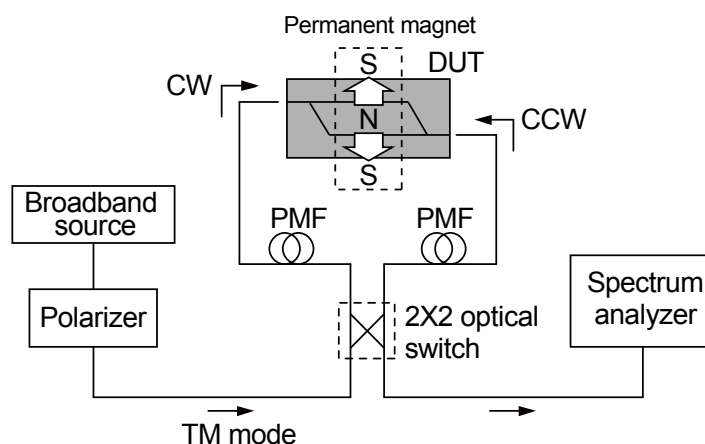 Permanent magnet
S
DUT
CW
N
CCW
S
Broadband
source
PMF
PMF
Polarizer
2X2 optical
switch
Spectrum
analyzer
TM mode